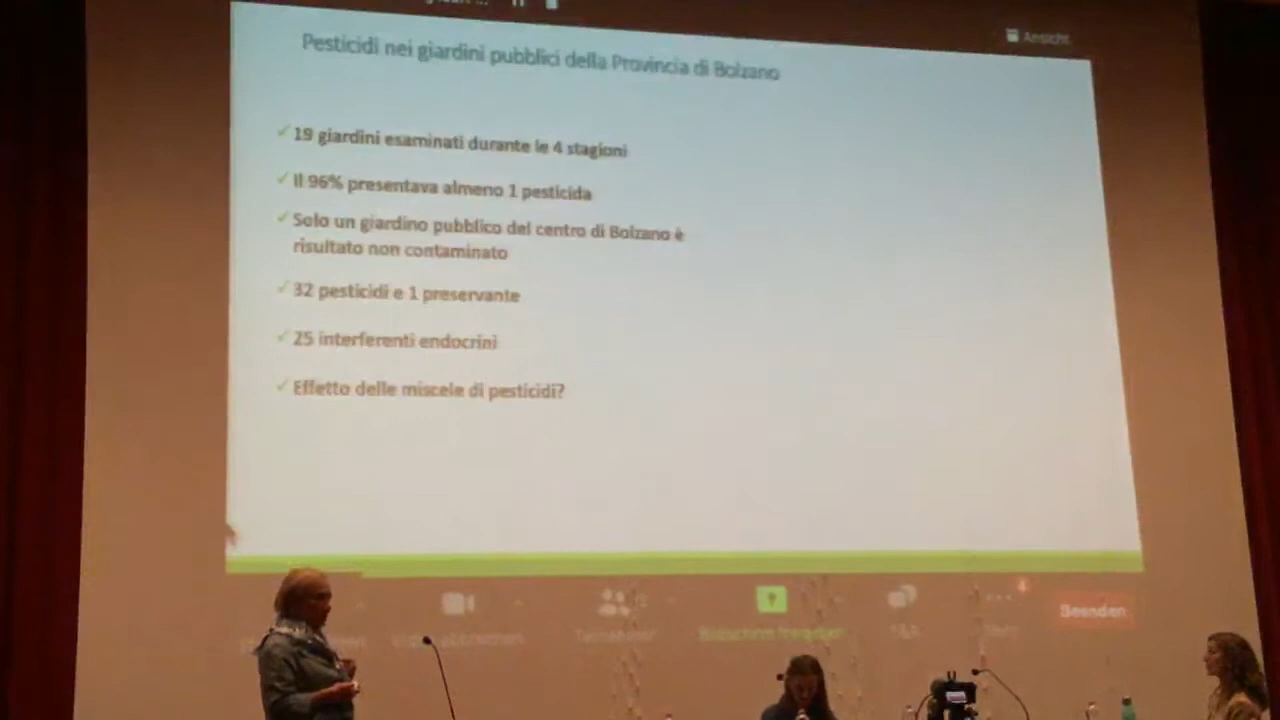 Ansicht
Pesticidi nei giardini pubblici della Provincia di Bolzano
✓ 19 giardini esaminati durante le 4 stagioni
✓ Il 96% presentava almeno 1 pesticida
✓ Solo un giardino pubblico del centro di Bolzano è
risultato non contaminato
✓ 32 pesticidi e 1 preservante
✓ 25 interferenti endocrini
✓ Effetto delle miscele di pesticidi?
Beenden